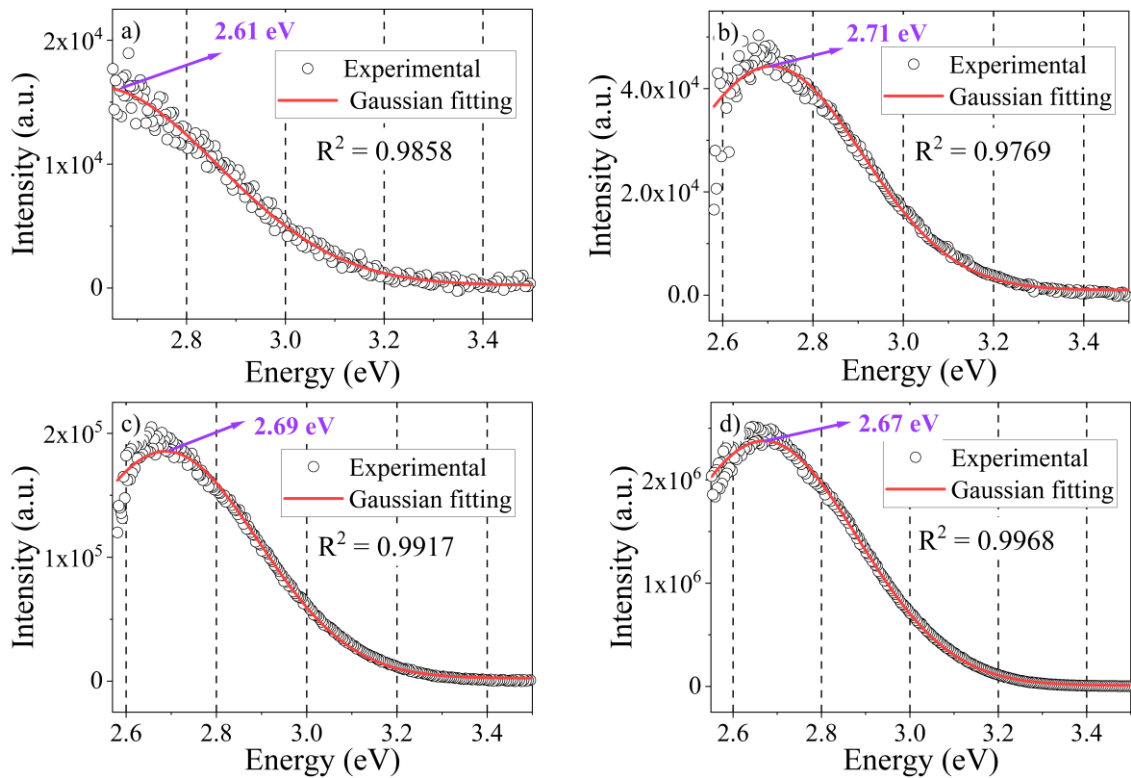 a)
2.61 eV
Experimental
Gaussian fitting
R² = 0.9858
2x10⁴
1x10⁴
0
Intensity (a.u.)
2.8 3.0 3.2 3.4
Energy (eV)
b)
2.71 eV
Experimental
Gaussian fitting
R² = 0.9769
4.0x10⁴
2.0x10⁴
0.0
Intensity (a.u.)
2.6 2.8 3.0 3.2 3.4
Energy (eV)
c)
2.69 eV
Experimental
Gaussian fitting
R² = 0.9917
2x10⁵
1x10⁵
0
Intensity (a.u.)
2.6 2.8 3.0 3.2 3.4
Energy (eV)
d)
2.67 eV
Experimental
Gaussian fitting
R² = 0.9968
2x10⁶
1x10⁶
0
Intensity (a.u.)
2.6 2.8 3.0 3.2 3.4
Energy (eV)